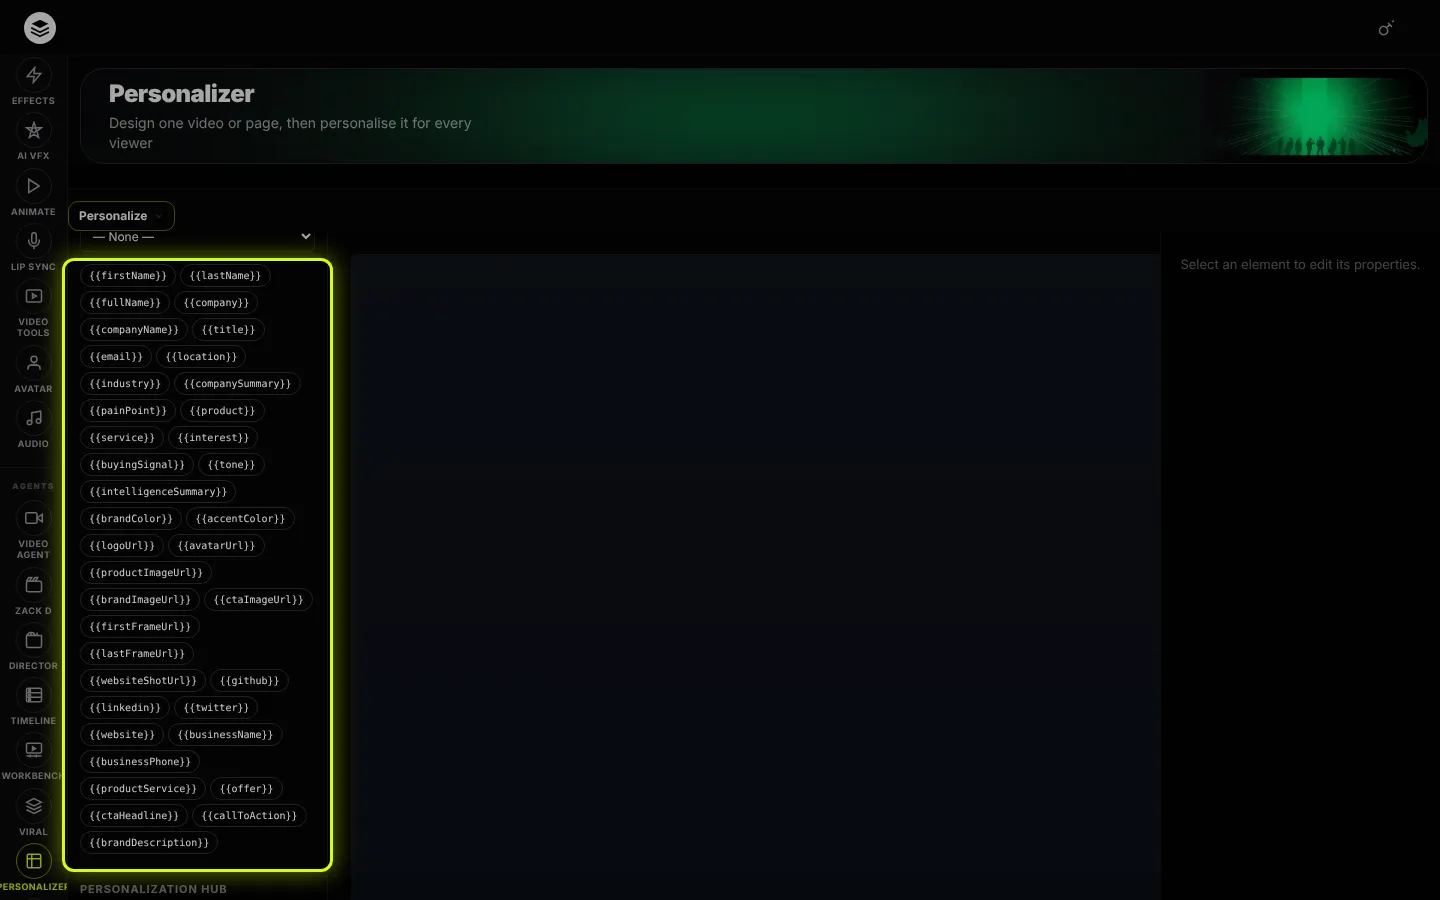 Personalizer
Design one video or page, then personalise it for every
viewer
EFFECTS
AI VFX
ANIMATE
LIP SYNC
VIDEO
TOOLS
AVATAR
AUDIO
AGENTS
VIDEO
AGENT
ZACK D
DIRECTOR
TIMELINE
WORKBENCH
VIRAL
PERSONALIZER
Personalize
— None —
{{firstName}} {{lastName}}
{{fullName}} {{company}}
{{companyName}} {{title}}
{{email}} {{location}}
{{industry}} {{companySummary}}
{{painPoint}} {{product}}
{{service}} {{interest}}
{{buyingSignal}} {{tone}}
{{intelligenceSummary}}
{{brandColor}} {{accentColor}}
{{logoUrl}} {{avatarUrl}}
{{productImageUrl}}
{{brandImageUrl}} {{ctaImageUrl}}
{{firstFrameUrl}}
{{lastFrameUrl}}
{{websiteShotUrl}} {{github}}
{{linkedin}} {{twitter}}
{{website}} {{businessName}}
{{businessPhone}}
{{productService}} {{offer}}
{{ctaHeadline}} {{callToAction}}
{{brandDescription}}
PERSONALIZATION HUB
Select an element to edit its properties.